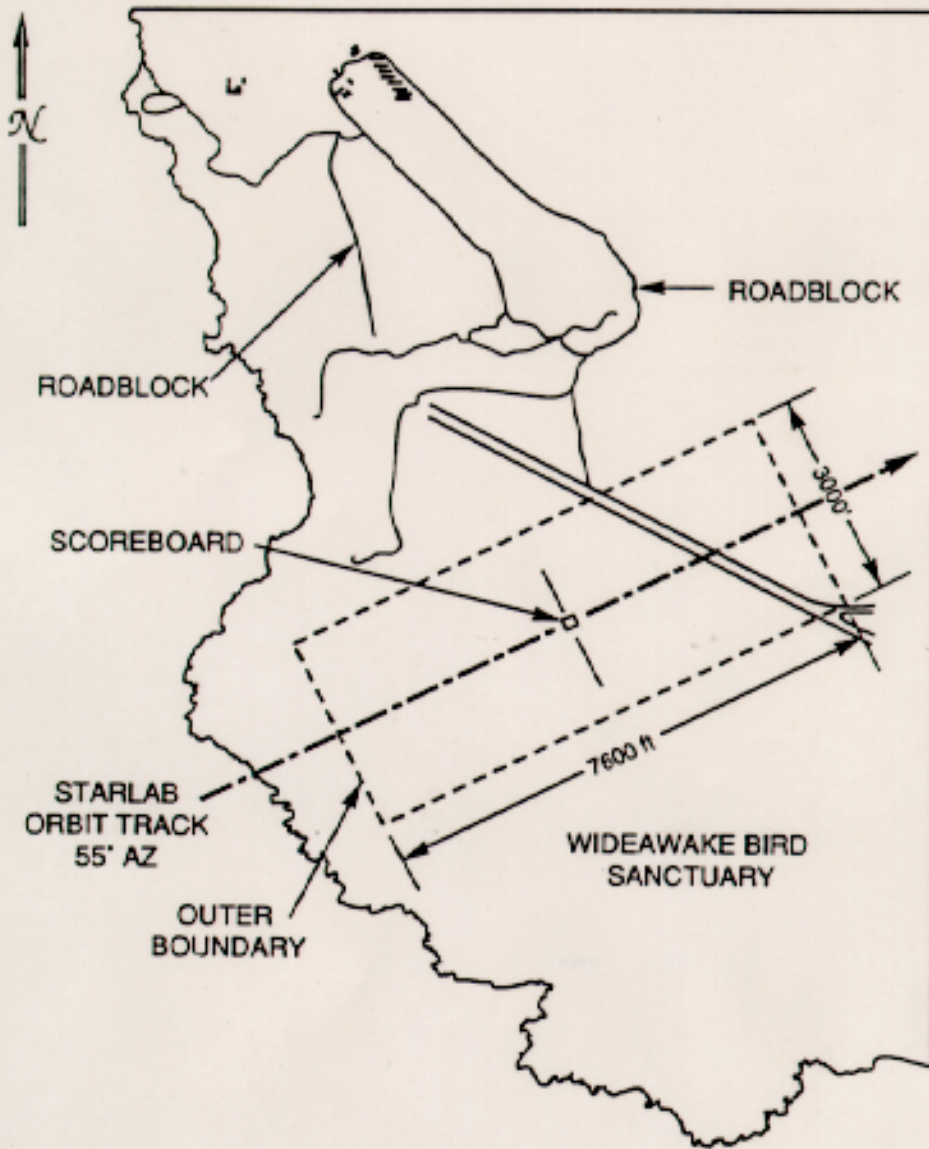 N
ROADBLOCK
ROADBLOCK
3000'
SCOREBOARD
7600 ft
STARLAB
ORBIT TRACK
55° AZ
WIDEAWAKE BIRD
SANCTUARY
OUTER
BOUNDARY